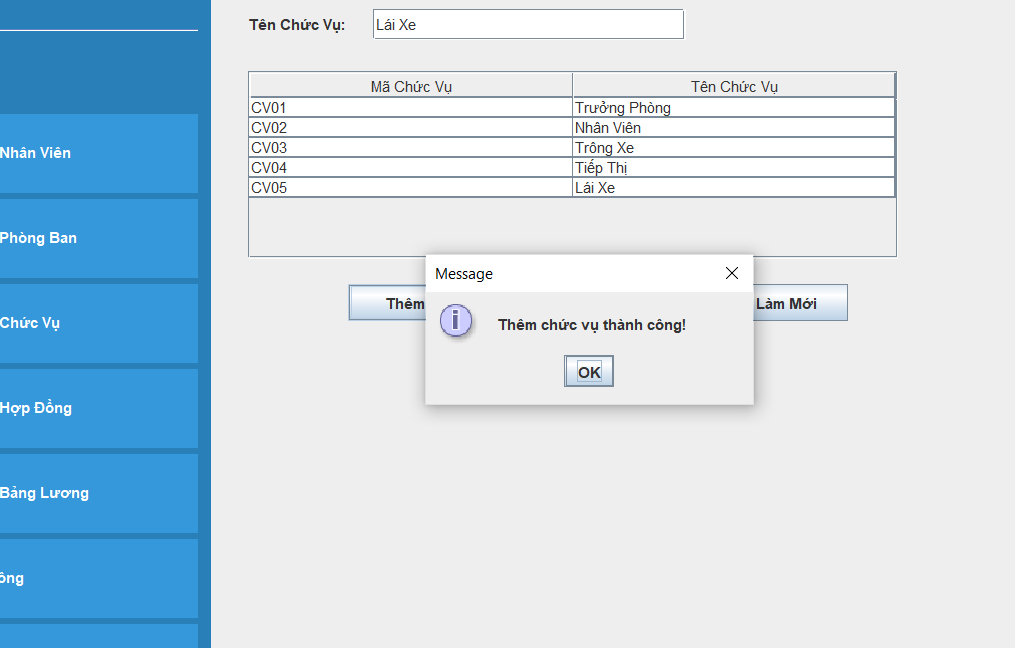 Tên Chức Vụ: Lái Xe
Mã Chức Vụ Tên Chức Vụ
CV01 Trưởng Phòng
CV02 Nhân Viên
CV03 Trông Xe
CV04 Tiếp Thị
CV05 Lái Xe
Nhân Viên
Phòng Ban
Chức Vụ
Hợp Đồng
Bảng Lương
ông
Thêm
Làm Mới
Message
Thêm chức vụ thành công!
OK